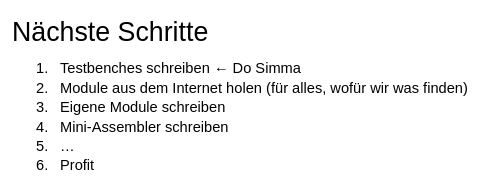 Nächste Schritte
1. Testbenches schreiben ← Do Simma
2. Module aus dem Internet holen (für alles, wofür wir was finden)
3. Eigene Module schreiben
4. Mini-Assembler schreiben
5. …
6. Profit